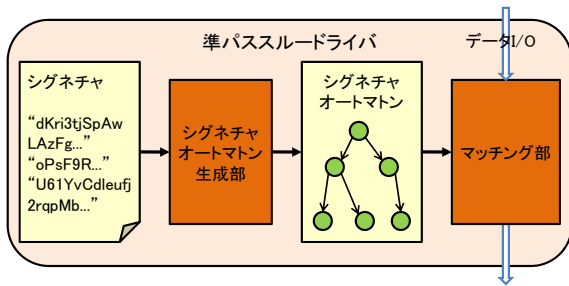 準パススルードライバ
データI/O
シグネチャ
“dKri3tjSpAw
LAzFg…”
“oPsF9R…”
“U61YvCdleufj
2rqpMb…”
シグネチャ
オートマトン
生成部
シグネチャ
オートマトン
マッチング部